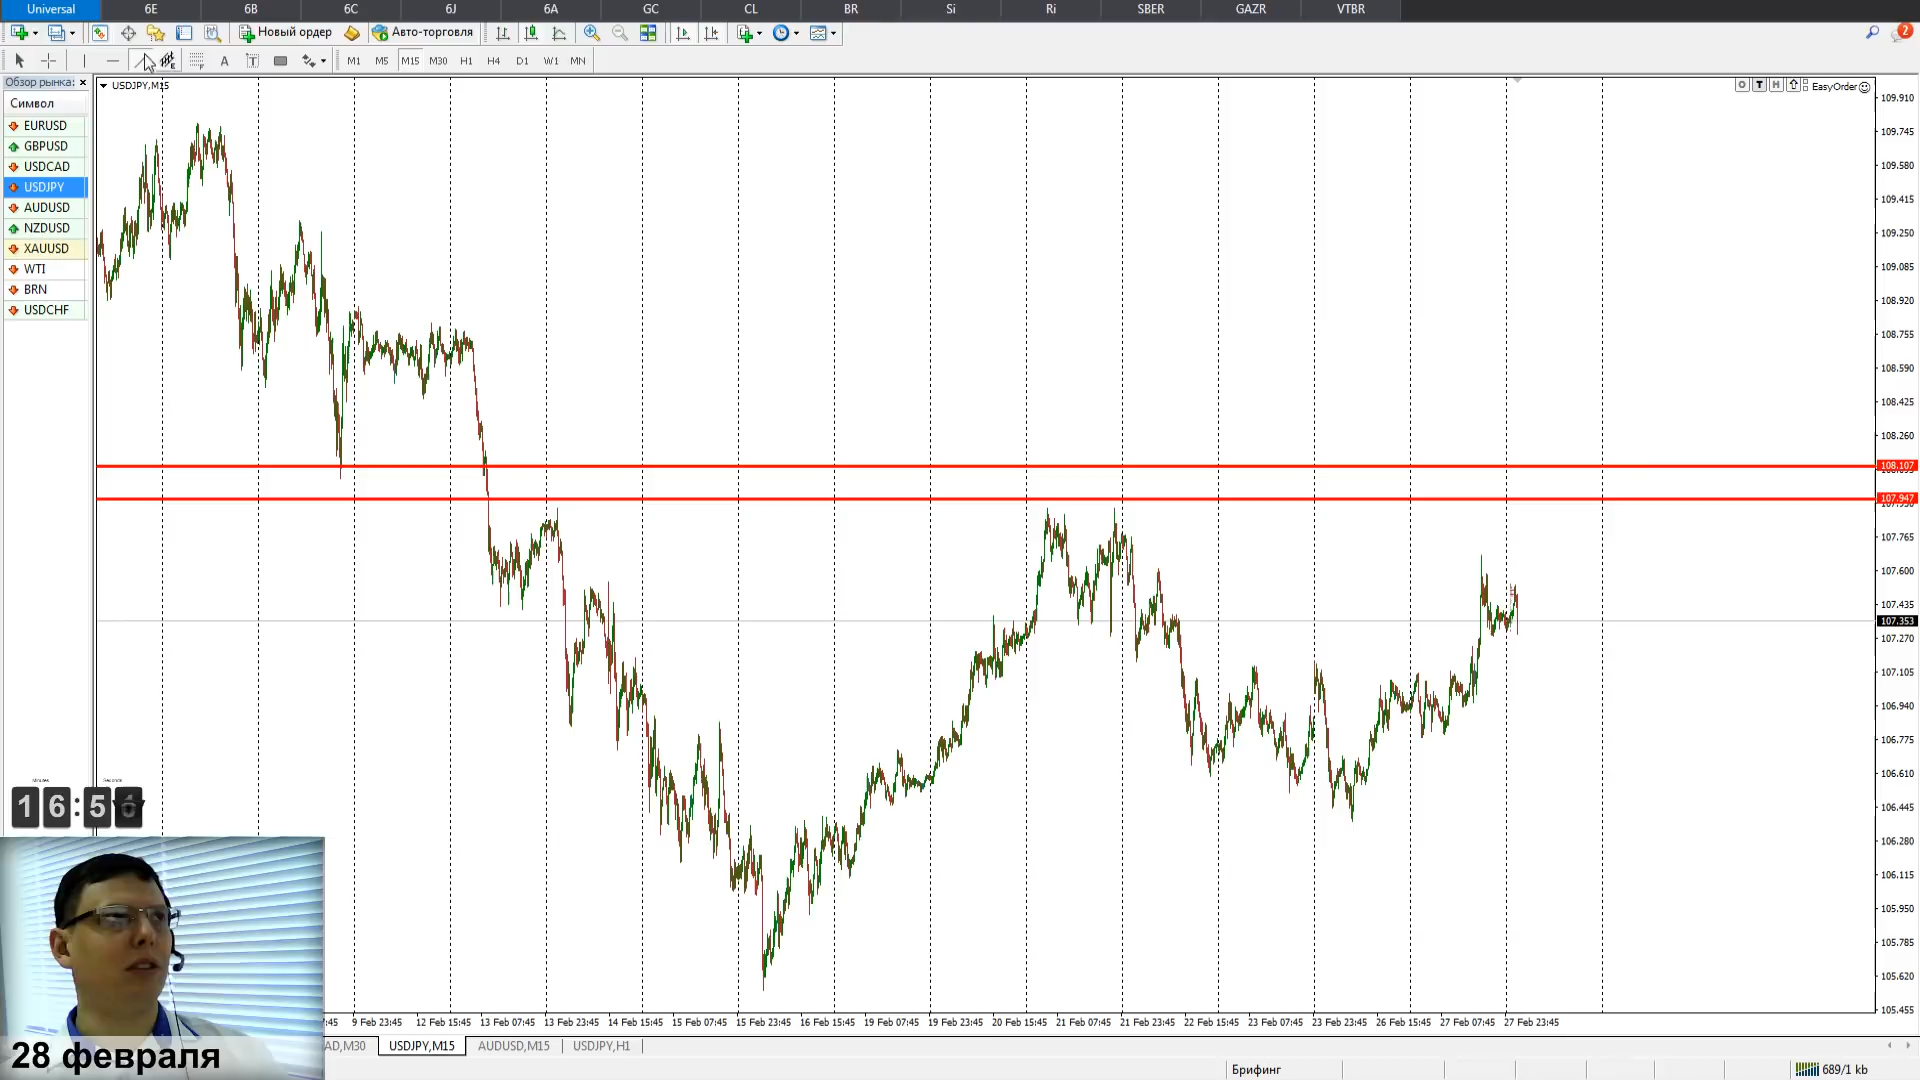 Universal 6E 6B 6C 6J 6A GC CL BR Si Ri SBER GAZR VTBR
Новый ордер Авто-торговля 2
A T M1 M5 M15 M30 H1 H4 D1 W1 MN
Обзор рынка: ×
Символ
EURUSD
GBPUSD
USDCAD
USDJPY
AUDUSD
NZDUSD
XAUUSD
WTI
BRN
USDCHF
USDJPY,M15
O T H EasyOrder
109.910
109.745
109.580
109.415
109.250
109.085
108.920
108.755
108.590
108.425
108.260
108.107
107.947
107.765
107.600
107.435
107.353
107.270
107.105
106.940
106.775
106.610
106.445
106.280
106.115
105.950
105.785
105.620
105.455
Minutes Seconds
16:5
9 Feb 23:45 12 Feb 15:45 13 Feb 07:45 13 Feb 23:45 14 Feb 15:45 15 Feb 07:45 15 Feb 23:45 16 Feb 15:45 19 Feb 07:45 19 Feb 23:45 20 Feb 15:45 21 Feb 07:45 21 Feb 23:45 22 Feb 15:45 23 Feb 07:45 23 Feb 23:45 26 Feb 15:45 27 Feb 07:45 27 Feb 23:45
AD,M30 USDJPY,M15 AUDUSD,M15 USDJPY,H1
28 февраля
Брифинг 689/1 kb